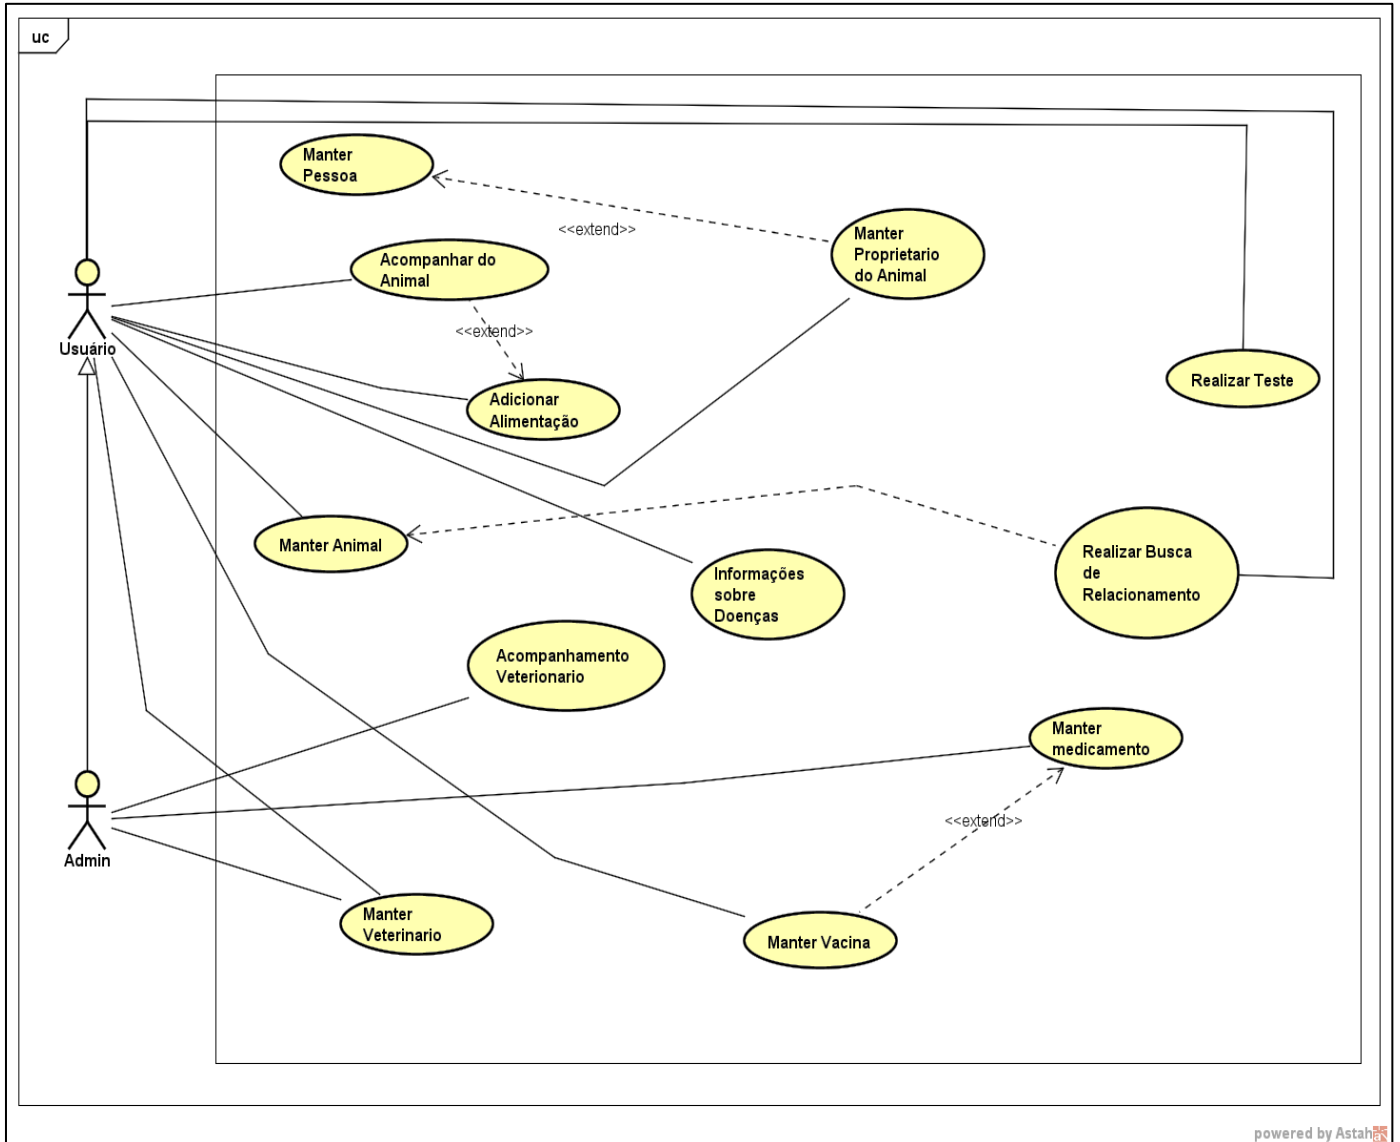 uc
Manter
Pessoa
<<extend>>
Manter
Proprietario
do Animal
Acompanhar do
Animal
<<extend>>
Usuário
Realizar Teste
Adicionar
Alimentação
Manter Animal
Realizar Busca
de
Relacionamento
Informações
sobre
Doenças
Acompanhamento
Veterionario
Manter
medicamento
<<extend>>
Admin
Manter
Veterinario
Manter Vacina
powered by Astah